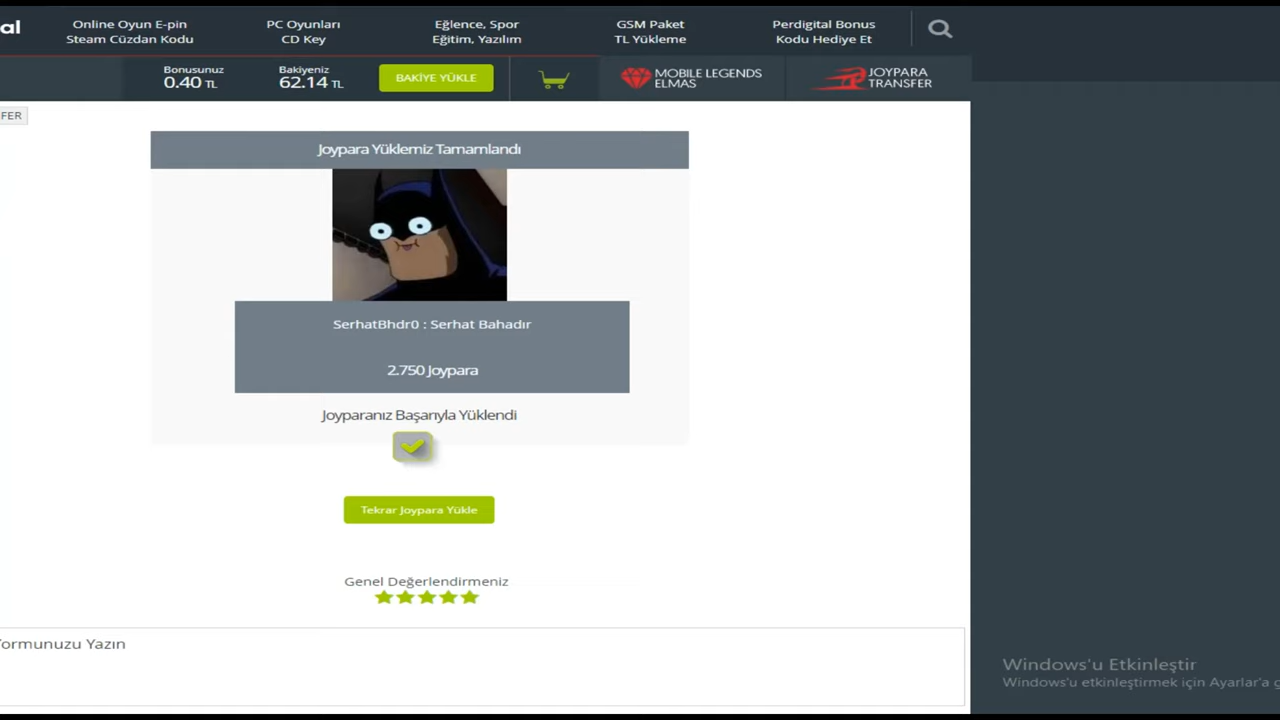 al
Online Oyun E-pin
Steam Cüzdan Kodu
PC Oyunları
CD Key
Eğlence, Spor
Eğitim, Yazılım
GSM Paket
TL Yükleme
Perdigital Bonus
Kodu Hediye Et
Bonusunuz
0.40 TL
Bakiyeniz
62.14 TL
BAKİYE YÜKLE
MOBILE LEGENDS
ELMAS
JOYPARA
TRANSFER
FER
Joypara Yüklemiz Tamamlandı
SerhatBhdr0 : Serhat Bahadır
2.750 Joypara
Joyparanız Başarıyla Yüklendi
Tekrar Joypara Yükle
Genel Değerlendirmeniz
ormunuzu Yazın
Windows'u Etkinleştir
Windows'u etkinleştirmek için Ayarlar'a g